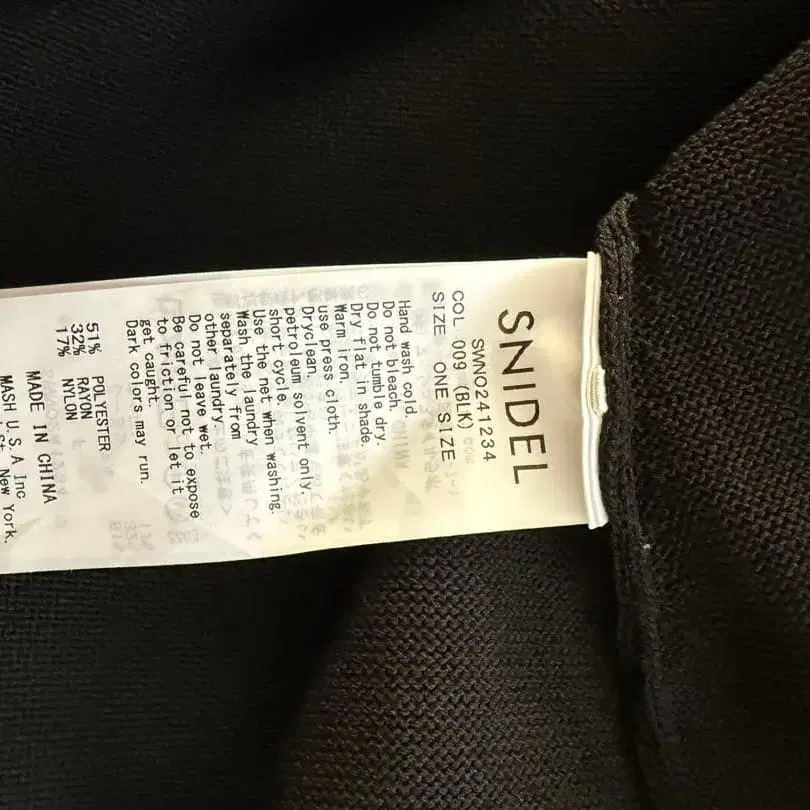 SNIDEL
SWNO241234
COL 009 (BLK)
SIZE ONE SIZE
Hand wash cold.
Do not bleach.
Do not tumble dry.
Dry flat in shade.
Warm iron.
use press cloth.
Dryclean.
petroleum solvent only.
short cycle.
Use the net when washing.
Wash the laundry
separately from
other laundry.
Do not leave wet.
Be careful not to expose
to friction or let it
get caught.
Dark colors may run.
51% POLYESTER
32% RAYON
17% NYLON
MADE IN CHINA
MASH U.S.A Inc
New York.